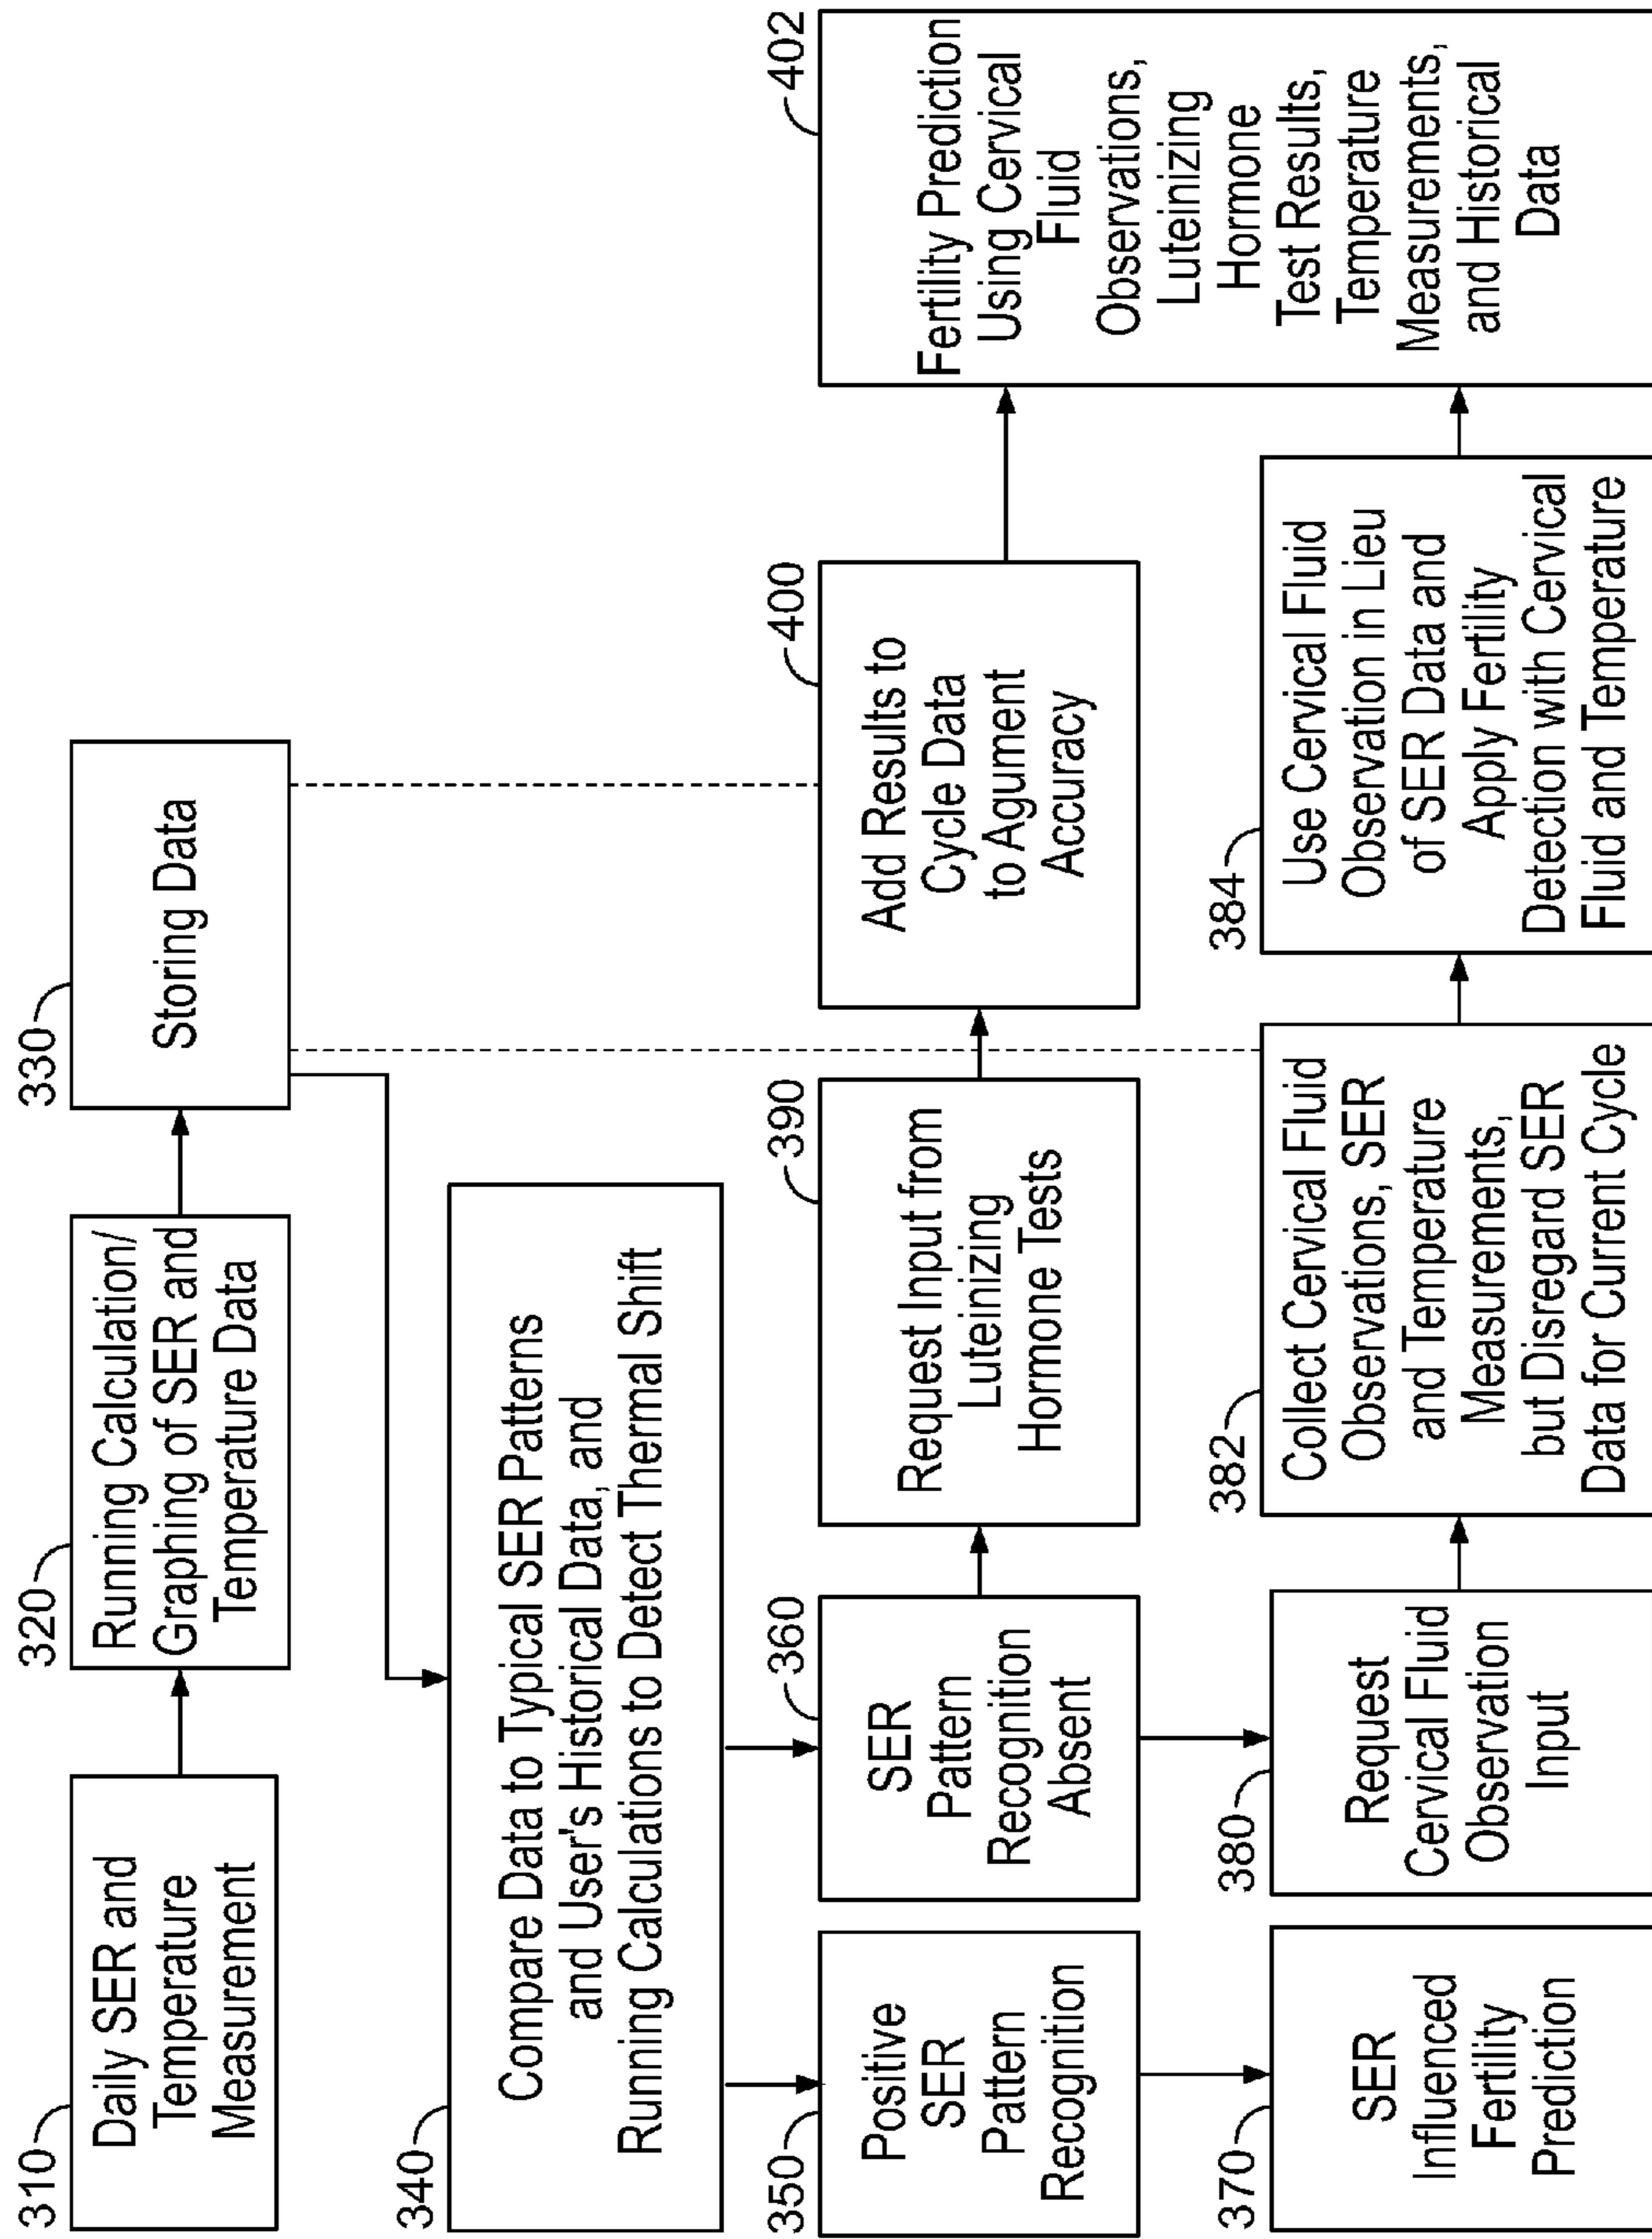 310
Daily SER and
Temperature
Measurement
320
Running Calculation/
Graphing of SER and
Temperature Data
330
Storing Data
340
Compare Data to Typical SER Patterns
and User's Historical Data, and
Running Calculations to Detect Thermal Shift
350
Positive
SER
Pattern
Recognition
360
SER
Pattern
Recognition
Absent
390
Request Input from
Luteinizing
Hormone Tests
400
Add Results to
Cycle Data
to Agument
Accuracy
402
Fertility Prediction
Using Cervical
Fluid
Observations,
Luteinizing
Hormone
Test Results,
Temperature
Measurements,
and Historical
Data
370
SER
Influenced
Fertility
Prediction
380
Request
Cervical Fluid
Observation
Input
382
Collect Cervical Fluid
Observations, SER
and Temperature
Measurements,
but Disregard SER
Data for Current Cycle
384
Use Cervical Fluid
Observation in Lieu
of SER Data and
Apply Fertility
Detection with Cervical
Fluid and Temperature